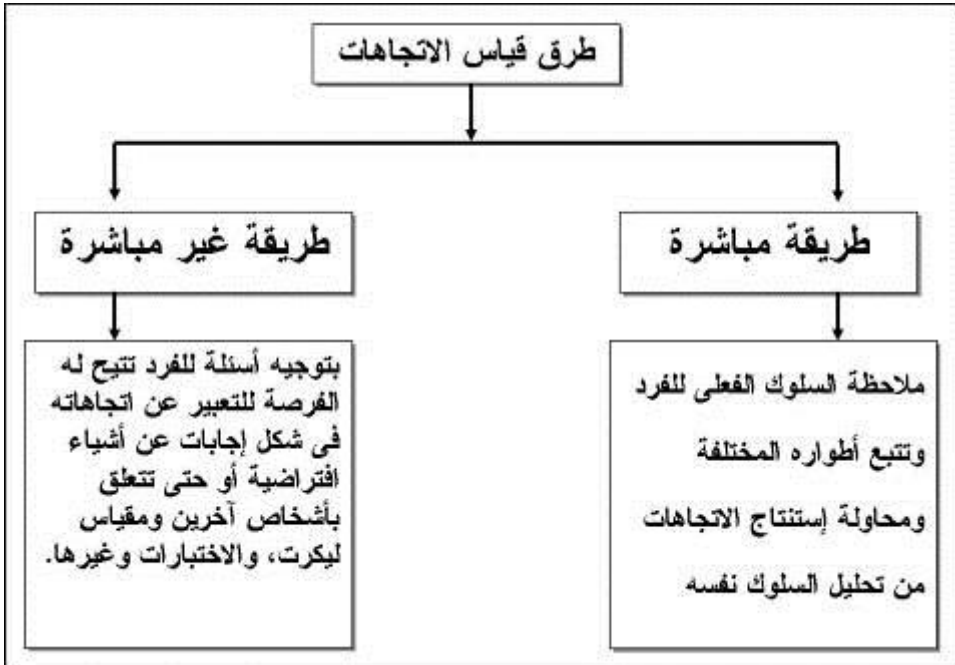 طرق قياس الاتجاهات
طريقة مباشرة
ملاحظة السلوك الفعلى للفرد
وتتبع أطواره المختلفة
ومحاولة إستنتاج الاتجاهات
من تحليل السلوك نفسه
طريقة غير مباشرة
بتوجيه أسئلة للفرد تتيح له
الفرصة للتعبير عن اتجاهاته
فى شكل إجابات عن أشياء
افتراضية أو حتى تتعلق
بأشخاص آخرين ومقياس
ليكرت، والاختبارات وغيرها.